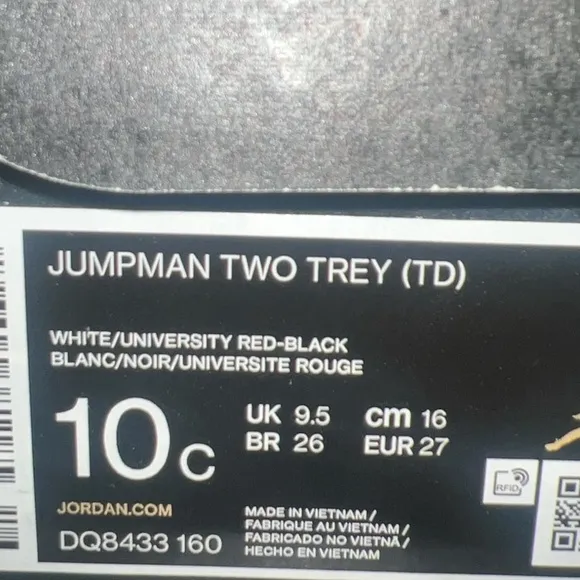 JUMPMAN TWO TREY (TD)
WHITE/UNIVERSITY RED-BLACK
BLANC/NOIR/UNIVERSITE ROUGE
10C
UK 9.5 cm 16
BR 26 EUR 27
RFID
JORDAN.COM
DQ8433 160
MADE IN VIETNAM /
FABRIQUE AU VIETNAM /
FABRICADO NO VIETNÃ /
HECHO EN VIETNAM